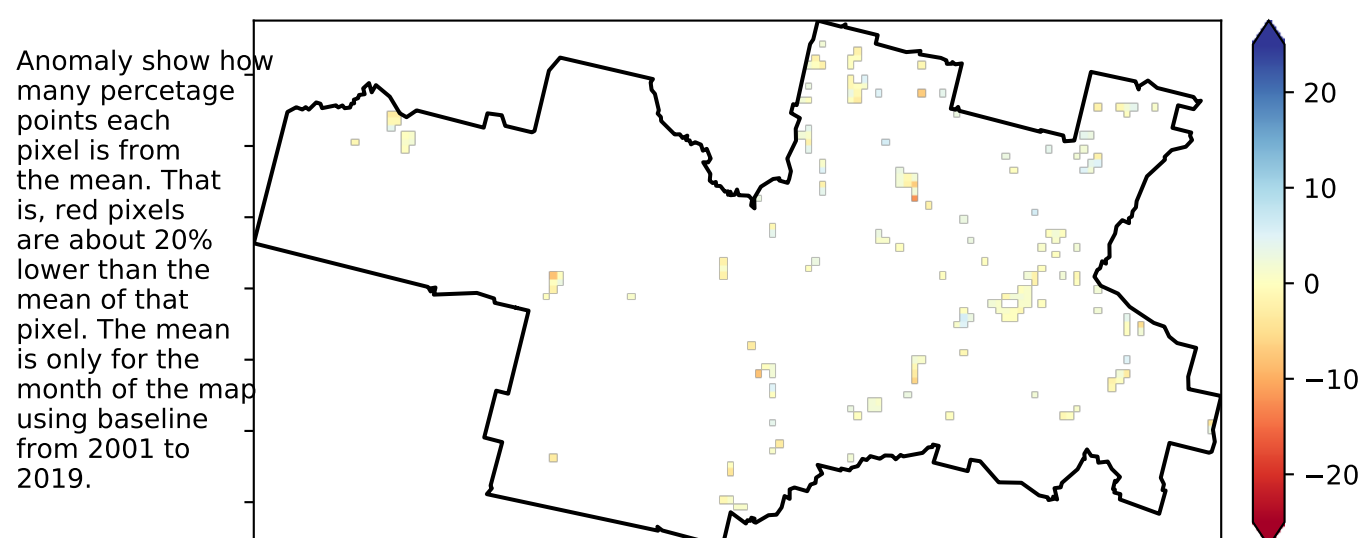 Anomaly show how
many percetage
points each
pixel is from
the mean. That
is, red pixels
are about 20%
lower than the
mean of that
pixel. The mean
is only for the
month of the map
using baseline
from 2001 to
2019.
20
10
0
−10
−20